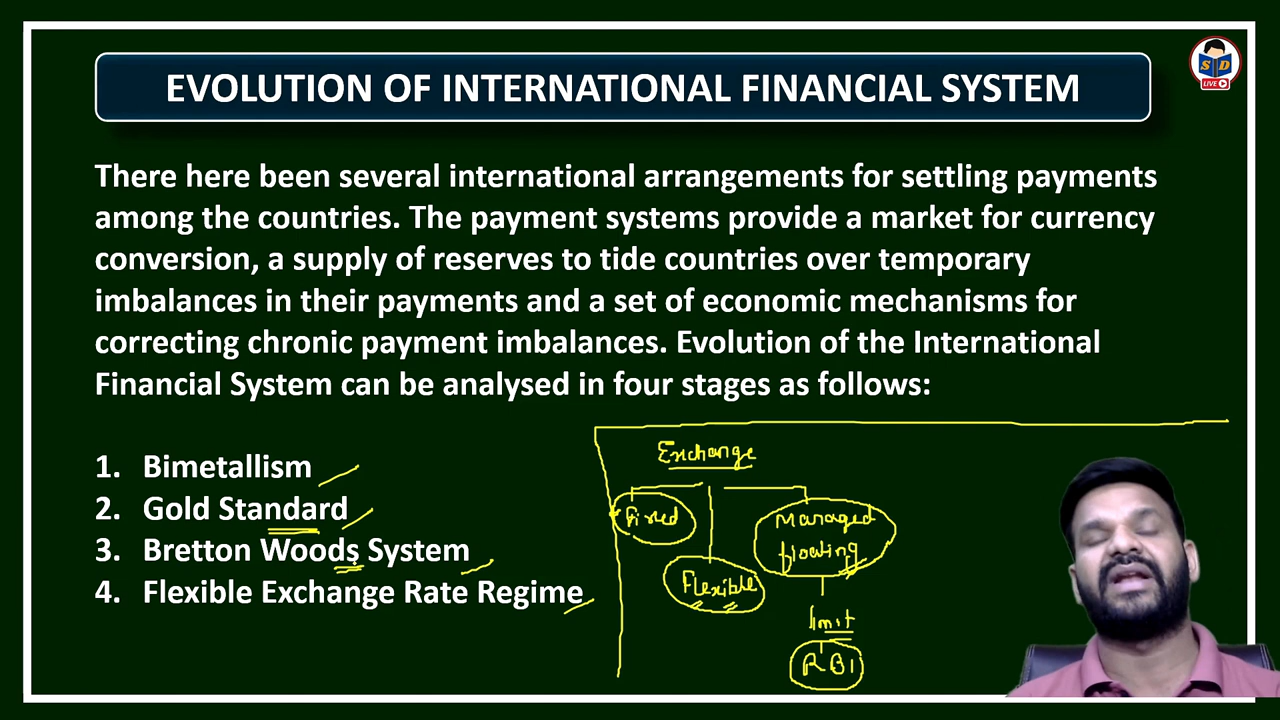 EVOLUTION OF INTERNATIONAL FINANCIAL SYSTEM
S D
LIVE
There here been several international arrangements for settling payments
among the countries. The payment systems provide a market for currency
conversion, a supply of reserves to tide countries over temporary
imbalances in their payments and a set of economic mechanisms for
correcting chronic payment imbalances. Evolution of the International
Financial System can be analysed in four stages as follows:
1. Bimetallism
2. Gold Standard
3. Bretton Woods System
4. Flexible Exchange Rate Regime
Exchange
Fixed
Managed
floating
Flexible
limit
RBI